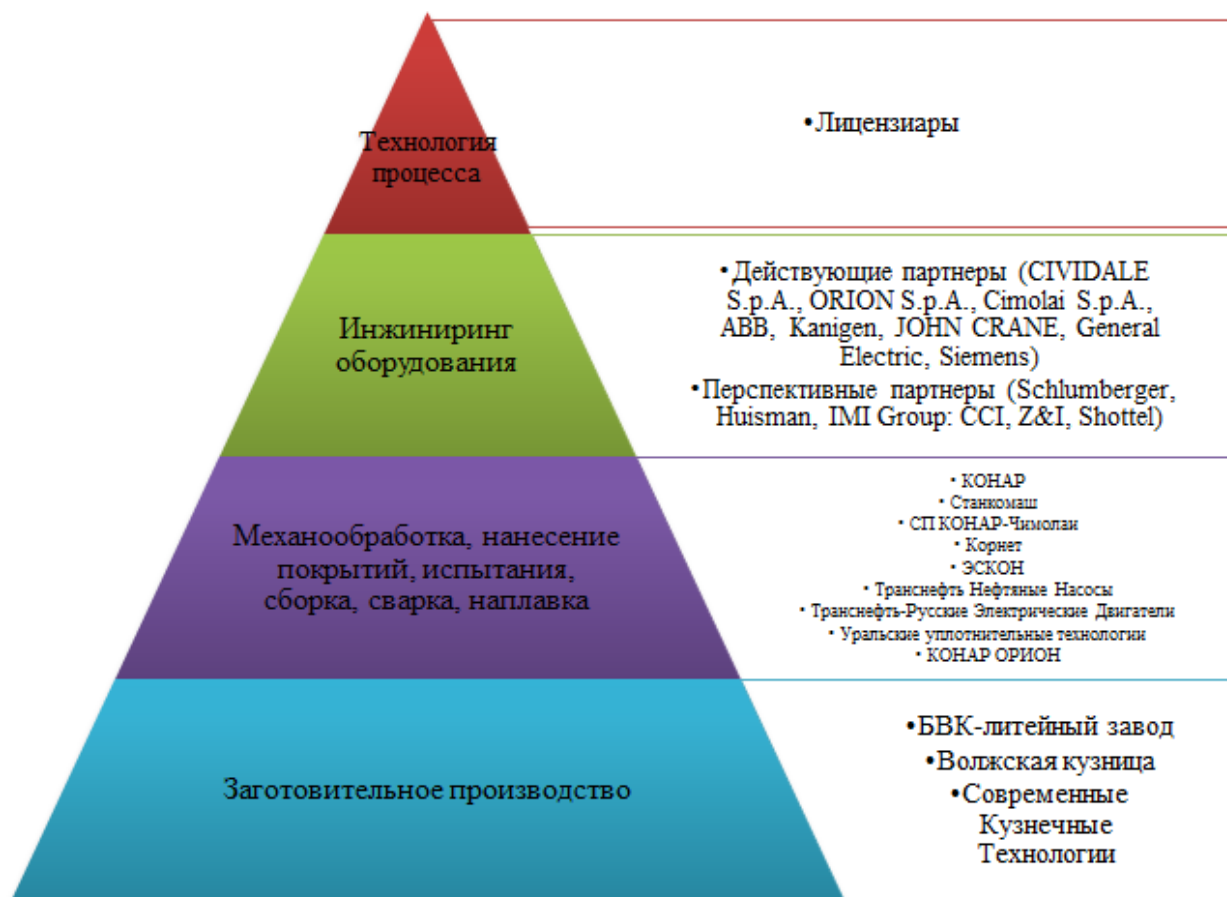 Технология
процесса
•Лицензиары
Инжиниринг
оборудования
•Действующие партнеры (CIVIDALE
S.p.A., ORION S.p.A., Cimolai S.p.A.,
ABB, Kanigen, JOHN CRANE, General
Electric, Siemens)
•Перспективные партнеры (Schlumberger,
Huisman, IMI Group: CCI, Z&I, Shottel)
Механообработка, нанесение
покрытий, испытания,
сборка, сварка, наплавка
• КОНАР
• Станкомаш
• СП КОНАР-Чимолаи
• Корнет
• ЭСКОН
• Транснефть Нефтяные Насосы
• Транснефть-Русские Электрические Двигатели
• Уральские уплотнительные технологии
• КОНАР ОРИОН
Заготовительное производство
•БВК-литейный завод
•Волжская кузница
•Современные
Кузнечные
Технологии